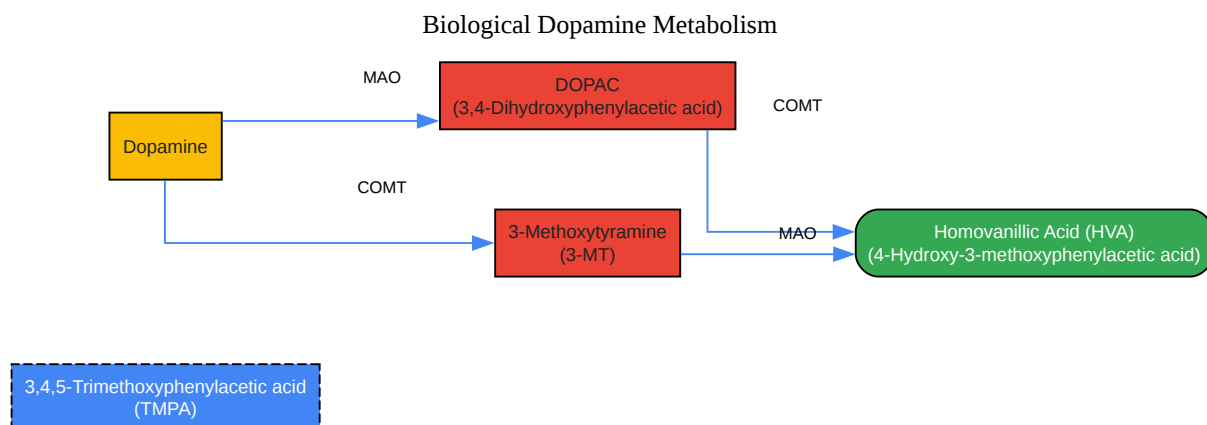 Biological Dopamine Metabolism
MAO
DOPAC
(3,4-Dihydroxyphenylacetic acid)
COMT
Dopamine
COMT
3-Methoxytyramine
(3-MT)
MAO
Homovanillic Acid (HVA)
(4-Hydroxy-3-methoxyphenylacetic acid)
3,4,5-Trimethoxyphenylacetic acid
(TMPA)